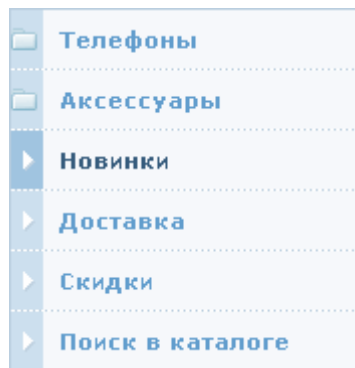 Телефоны
Аксессуары
Новинки
Доставка
Скидки
Поиск в каталоге